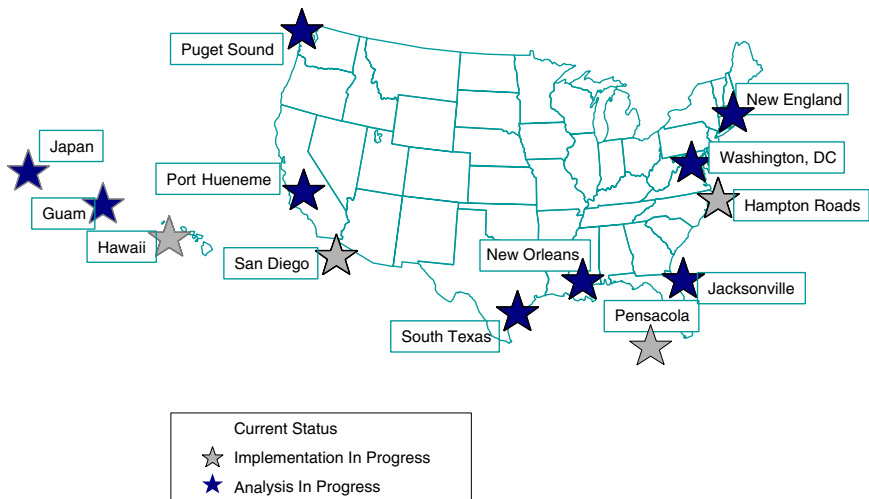 Puget Sound
New England
Japan
Washington, DC
Port Hueneme
Guam
Hampton Roads
Hawaii
San Diego
New Orleans
Jacksonville
Pensacola
South Texas
Current Status
Implementation In Progress
Analysis In Progress